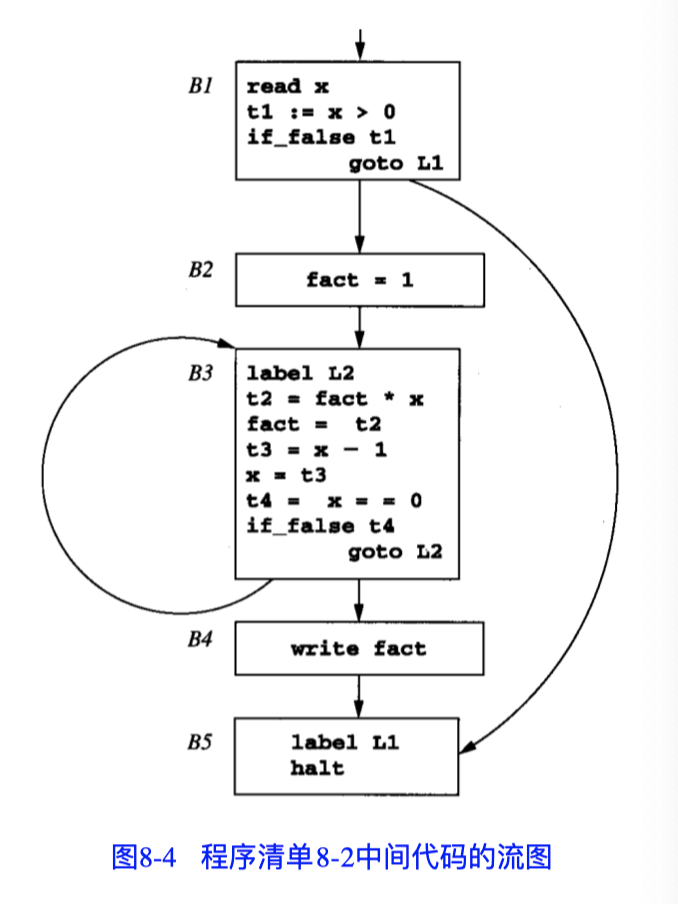 B1
read x
t1 := x > 0
if_false t1
goto L1
B2
fact = 1
B3
label L2
t2 = fact * x
fact = t2
t3 = x - 1
x = t3
t4 = x = = 0
if_false t4
goto L2
B4
write fact
B5
label L1
halt
图8-4 程序清单8-2中间代码的流图